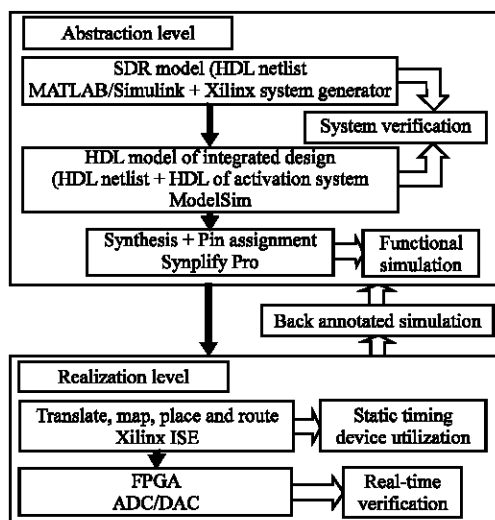 Abstraction level
SDR model (HDL netlist
MATLAB/Simulink + Xilinx system generator
System verification
HDL model of integrated design
(HDL netlist + HDL of activation system
ModelSim
Synthesis + Pin assignment
Synplify Pro
Functional
simulation
Back annotated simulation
Realization level
Translate, map, place and route
Xilinx ISE
Static timing
device utilization
FPGA
ADC/DAC
Real-time
verification